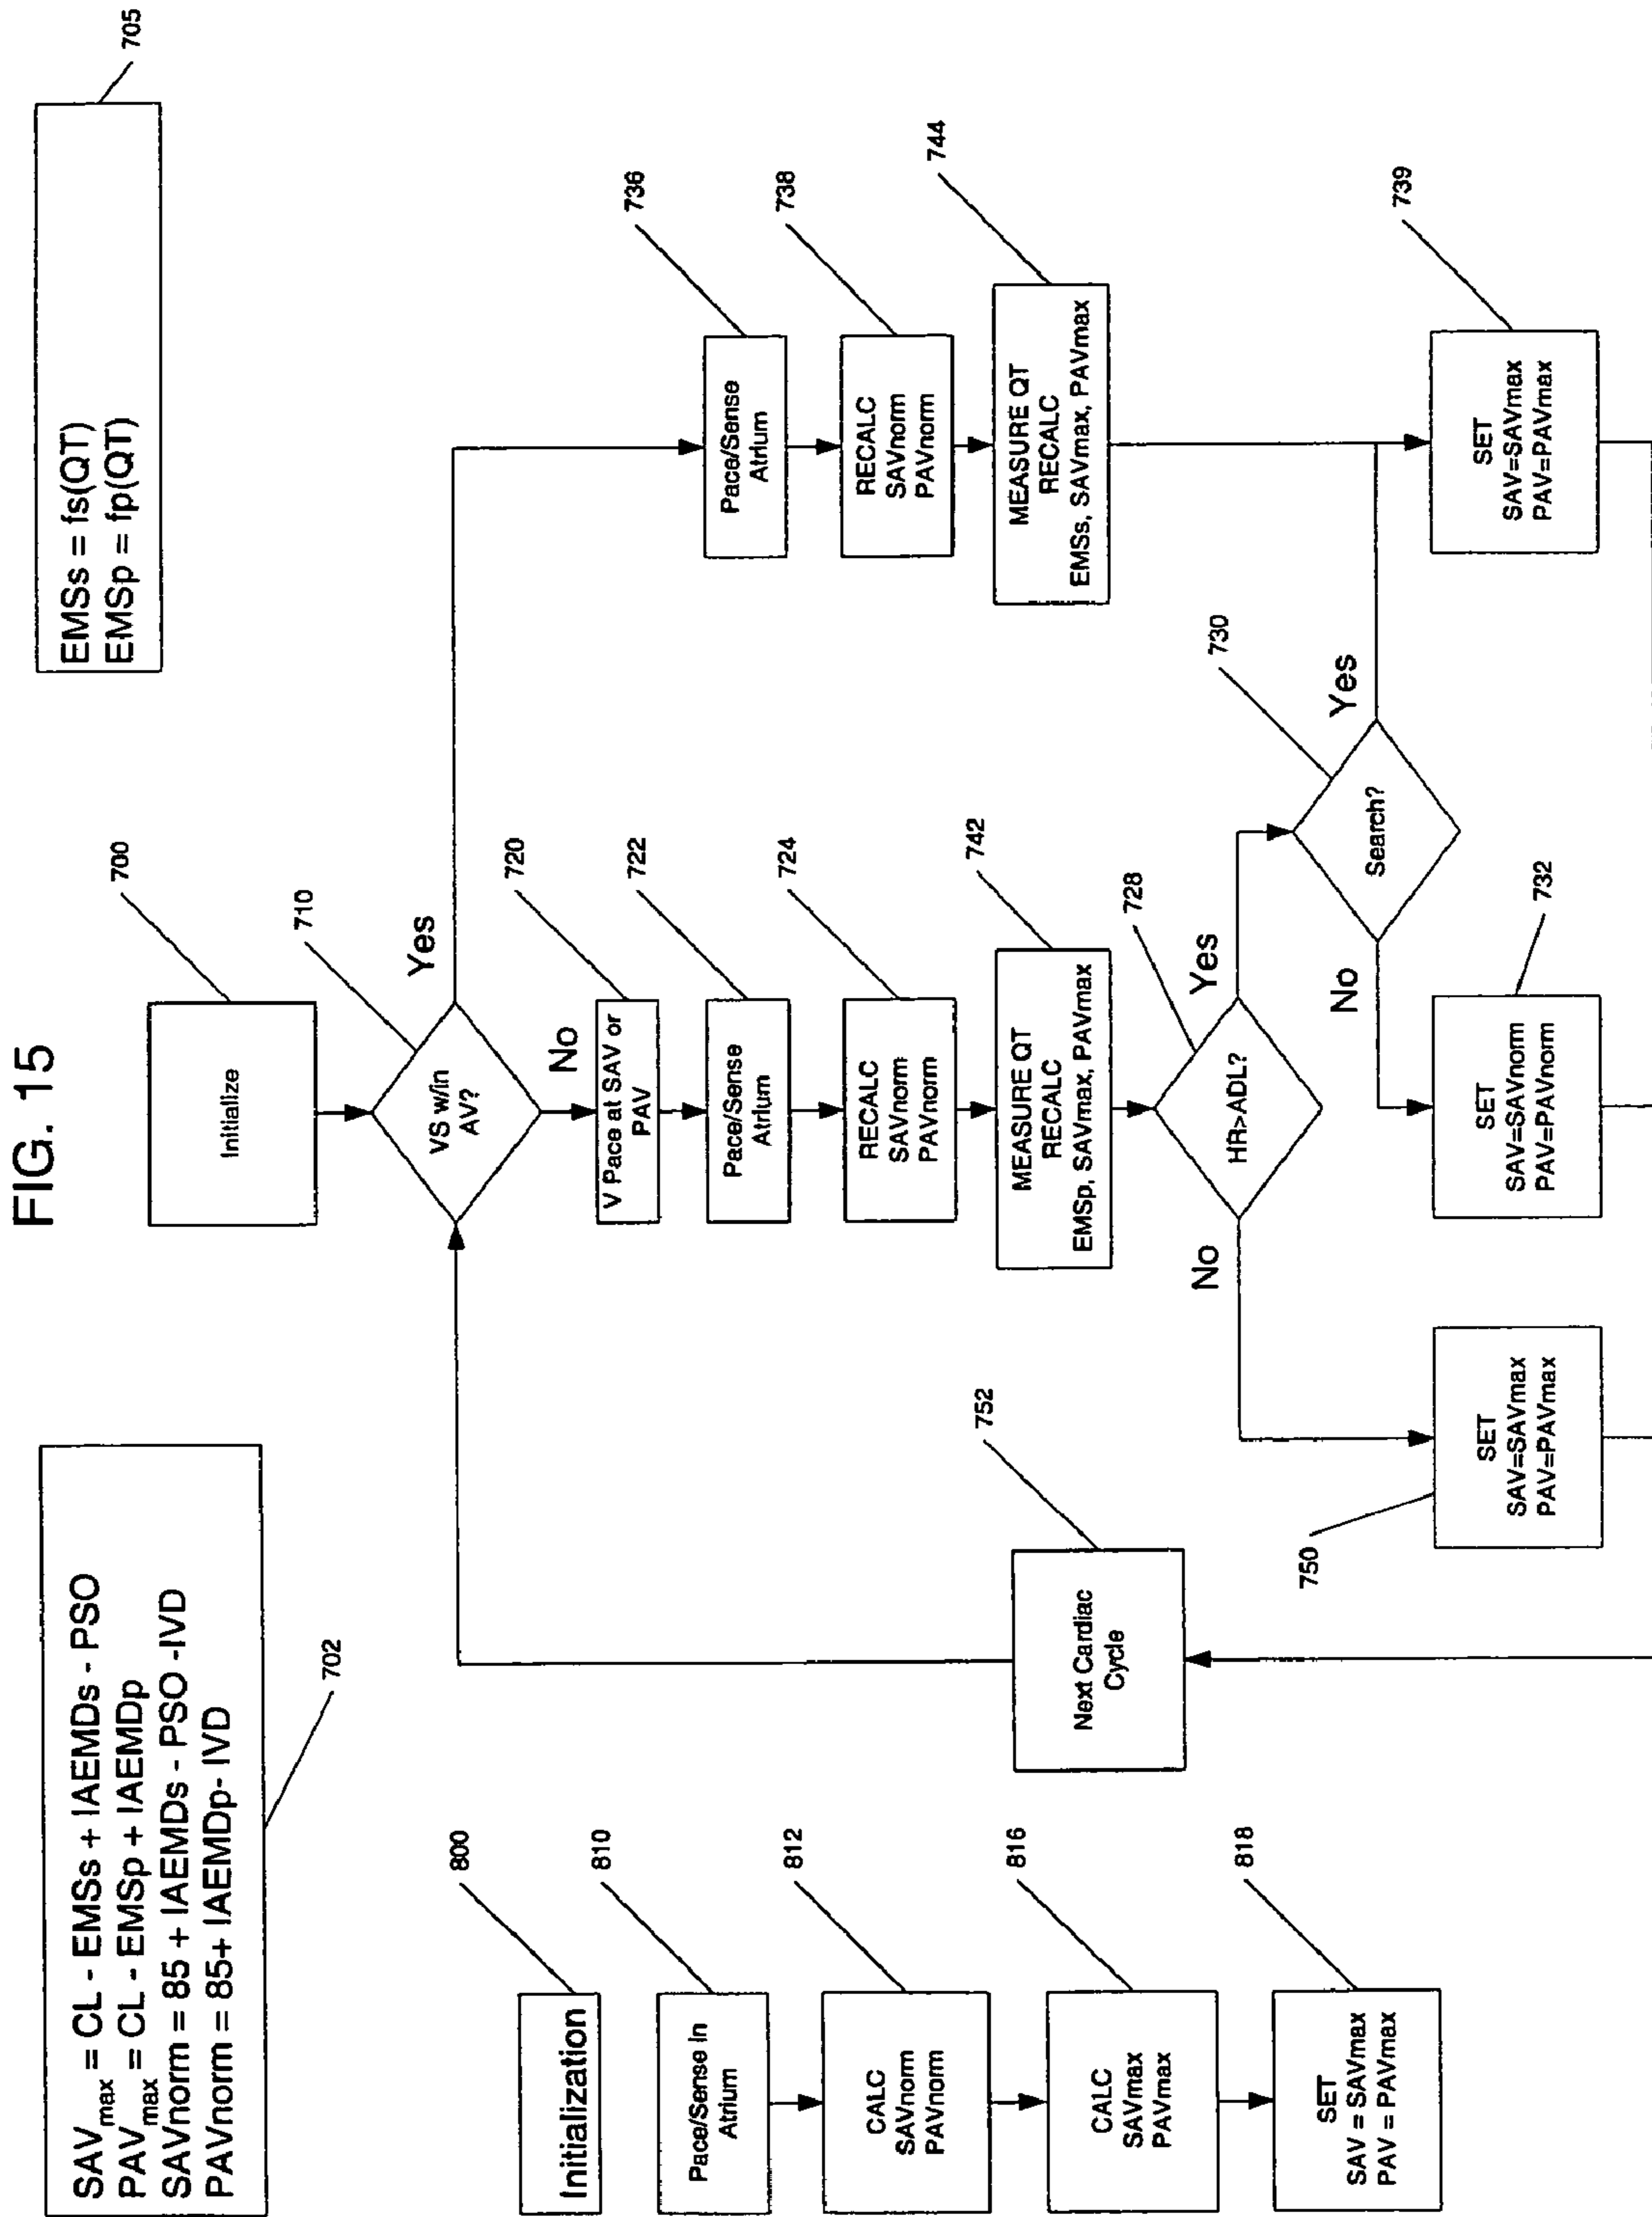 FIG. 15
SAVmax = CL - EMSs + IAEMDs - PSO
PAVmax = CL - EMSp + IAEMDp
SAVnorm = 85 + IAEMDs - PSO -IVD
PAVnorm = 85+ IAEMDp- IVD
702
EMSs = fs(QT)
EMSp = fp(QT)
705
Initialize
700
VS w/in
AV?
710
Yes
No
V Pace at SAV or
PAV
720
Pace/Sense
Atrium
722
RECALC
SAVnorm
PAVnorm
724
MEASURE QT
RECALC
EMSp, SAVmax, PAVmax
742
HR>ADL?
728
Yes
No
Search?
730
Yes
No
Pace/Sense
Atrium
736
RECALC
SAVnorm
PAVnorm
738
MEASURE QT
RECALC
EMSs, SAVmax, PAVmax
744
SET
SAV=SAVmax
PAV=PAVmax
750
SET
SAV=SAVnorm
PAV=PAVnorm
732
SET
SAV=SAVmax
PAV=PAVmax
739
Next Cardiac
Cycle
752
Initialization
800
Pace/Sense In
Atrium
810
CALC
SAVnorm
PAVnorm
812
CALC
SAVmax
PAVmax
816
SET
SAV = SAVmax
PAV = PAVmax
818